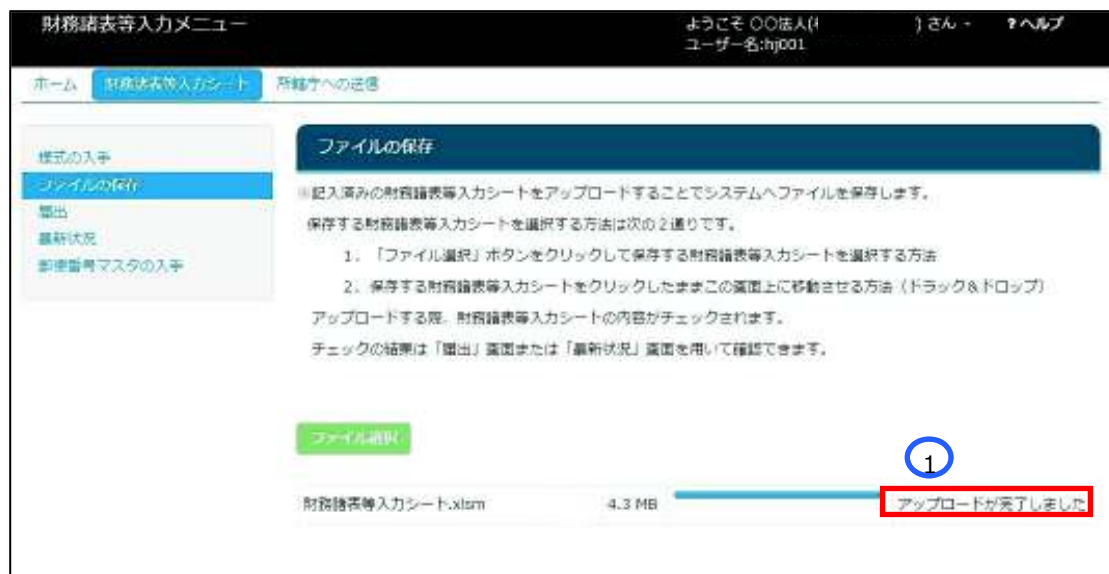 財務諸表等入力メニュー
ようこそ 〇〇法人(
)さん
?ヘルプ
ユーザー名:hj001
ホーム
財務諸表等入力シート
所轄庁への送信
様式の入手
ファイルの保存
届出
最新状況
郵便番号マスタの入手
ファイルの保存
※記入済みの財務諸表等入力シートをアップロードすることでシステムへファイルを保存します。
保存する財務諸表等入力シートを選択する方法は次の2通りです。
1. 「ファイル選択」ボタンをクリックして保存する財務諸表等入力シートを選択する方法
2. 保存する財務諸表等入力シートをクリックしたままこの画面上に移動させる方法（ドラック&ドロップ）
アップロードする際、財務諸表等入力シートの内容がチェックされます。
チェックの結果は「届出」画面または「最新状況」画面を用いて確認できます。
ファイル選択
1
財務諸表等入力シート.xlsm
4.3 MB
アップロードが完了しました